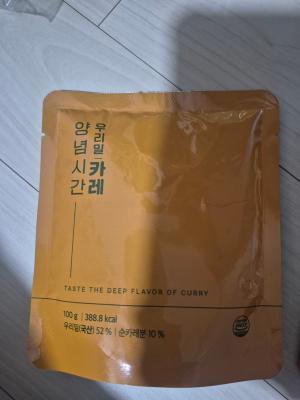 우리밀 카레
양념시간
TASTE THE DEEP FLAVOR OF CURRY
100 g | 388.8 kcal
우리밀(국산) 52 % | 순카레분 10 %